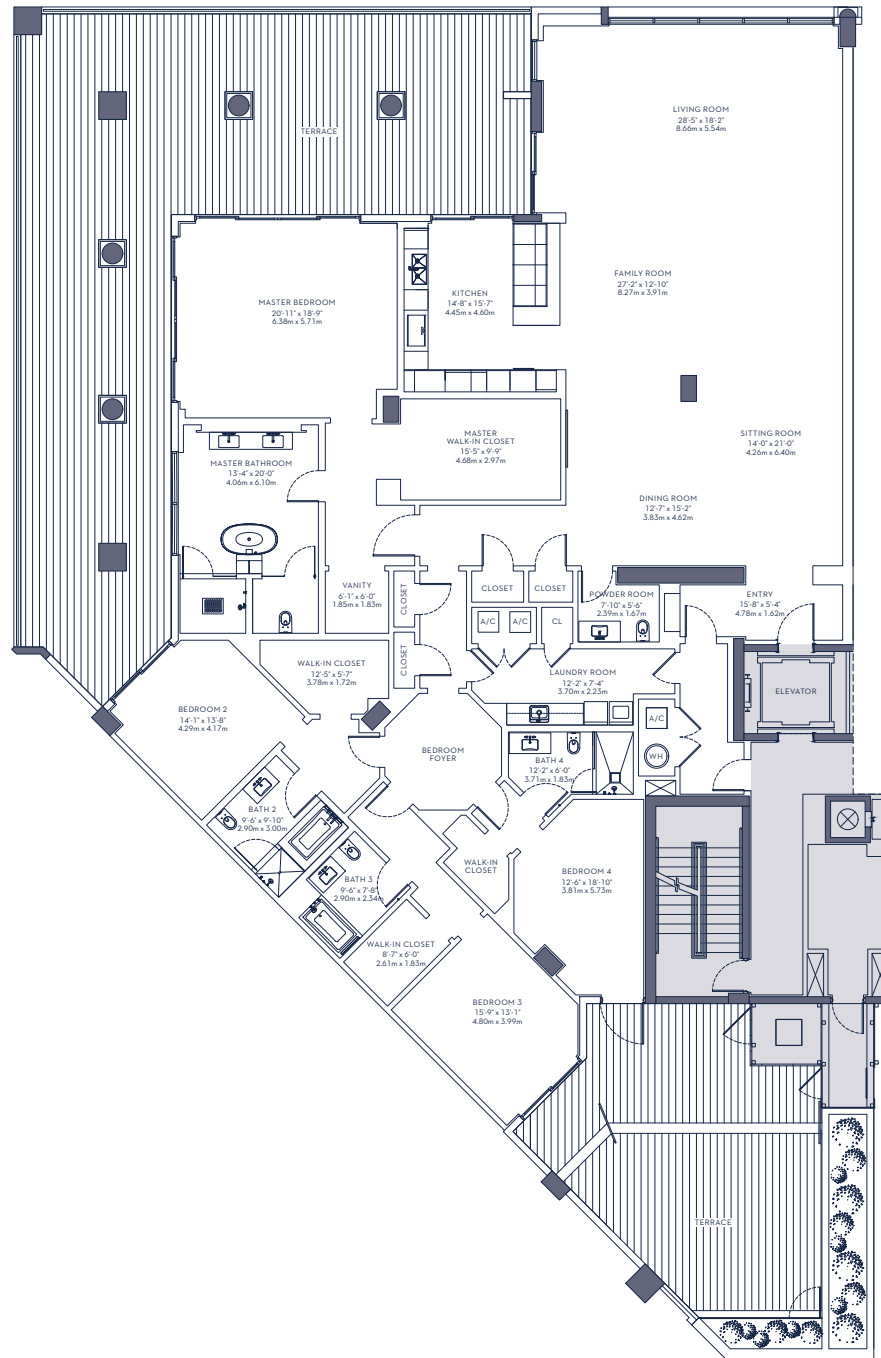 LIVING ROOM
28'-5" x 18'-2"
8.66m x 5.54m
TERRACE
FAMILY ROOM
27'-2" x 12'-10"
8.27m x 3.91m
KITCHEN
14'-8" x 15'-7"
4.45m x 4.60m
MASTER BEDROOM
20'-11" x 18'-9"
6.38m x 5.71m
MASTER
WALK-IN CLOSET
15'-5" x 9'-9"
4.68m x 2.97m
SITTING ROOM
14'-0" x 21'-0"
4.26m x 6.40m
MASTER BATHROOM
13'-4" x 20'-0"
4.06m x 6.10m
DINING ROOM
12'-7" x 15'-2"
3.83m x 4.62m
VANITY
6'-1" x 6'-0"
1.85m x 1.83m
CLOSET
CLOSET
CLOSET
POWDER ROOM
7'-10" x 5'-6"
2.39m x 1.67m
ENTRY
15'-8" x 5'-4"
4.78m x 1.62m
A/C
A/C
CL
CLOSET
WALK-IN CLOSET
12'-5" x 5'-7"
3.78m x 1.72m
LAUNDRY ROOM
12'-2" x 7'-4"
3.70m x 2.23m
ELEVATOR
BEDROOM 2
14'-1" x 13'-8"
4.29m x 4.17m
A/C
BEDROOM
FOYER
WH
BATH 4
12'-2" x 6'-0"
3.71m x 1.83m
BATH 2
9'-6" x 9'-10"
2.90m x 3.00m
WALK-IN
CLOSET
BATH 3
9'-6" x 7'-8"
2.90m x 2.34m
BEDROOM 4
12'-6" x 18'-10"
3.81m x 5.73m
WALK-IN CLOSET
8'-7" x 6'-0"
2.61m x 1.83m
BEDROOM 3
15'-9" x 13'-1"
4.80m x 3.99m
TERRACE